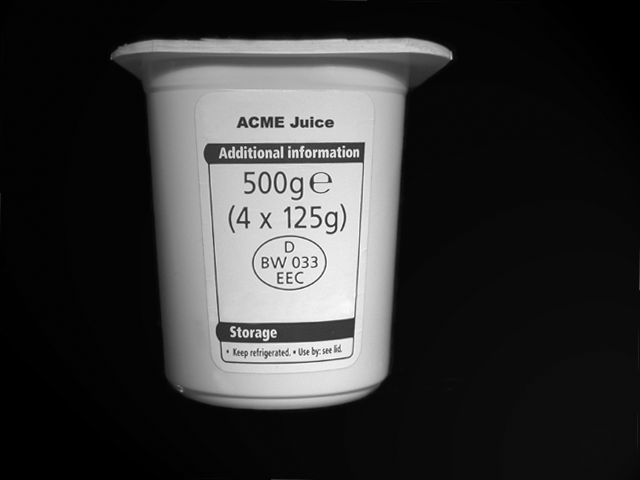 ACME Juice
Additional information
500g ℮
(4 x 125g)
D
BW 033
EEC
Storage
• Keep refrigerated. • Use by: see lid.